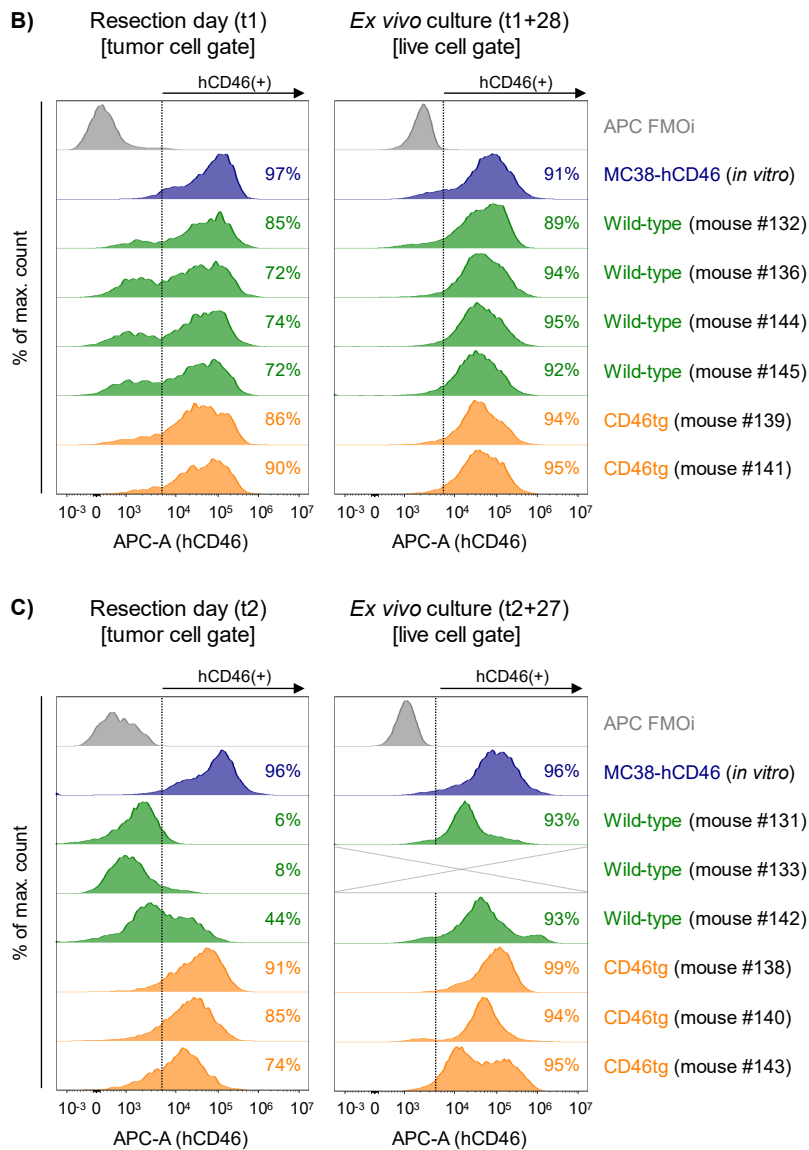 B)
Resection day (t1)
[tumor cell gate]
Ex vivo culture (t1+28)
[live cell gate]
hCD46(+)
hCD46(+)
% of max. count
APC FMOi
97%
91%
MC38-hCD46 (in vitro)
85%
89%
Wild-type (mouse #132)
72%
94%
Wild-type (mouse #136)
74%
95%
Wild-type (mouse #144)
72%
92%
Wild-type (mouse #145)
86%
94%
CD46tg (mouse #139)
90%
95%
CD46tg (mouse #141)
10-3 0 103 104 105 106 107
10-3 0 103 104 105 106 107
APC-A (hCD46)
APC-A (hCD46)
C)
Resection day (t2)
[tumor cell gate]
Ex vivo culture (t2+27)
[live cell gate]
hCD46(+)
hCD46(+)
% of max. count
APC FMOi
96%
96%
MC38-hCD46 (in vitro)
6%
93%
Wild-type (mouse #131)
8%
Wild-type (mouse #133)
44%
93%
Wild-type (mouse #142)
91%
99%
CD46tg (mouse #138)
85%
94%
CD46tg (mouse #140)
74%
95%
CD46tg (mouse #143)
10-3 0 103 104 105 106 107
10-3 0 103 104 105 106 107
APC-A (hCD46)
APC-A (hCD46)